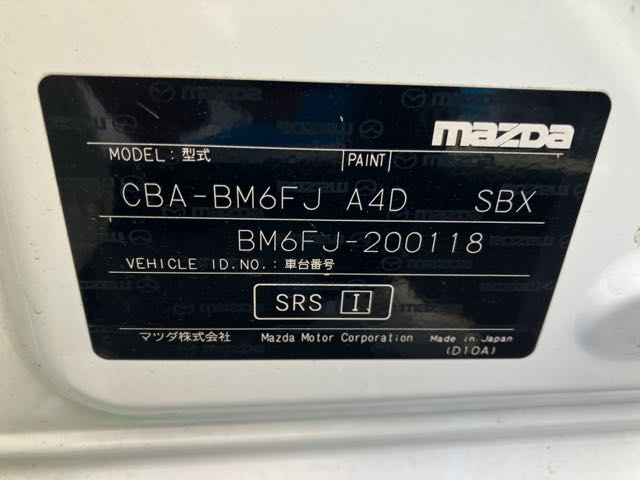 mazda
MODEL: 型式 PAINT
CBA-BM6FJ A4D SBX
BM6FJ-200118
VEHICLE ID.NO.: 車台番号
SRS I
マツダ株式会社 Mazda Motor Corporation Made in Japan
(D10A)